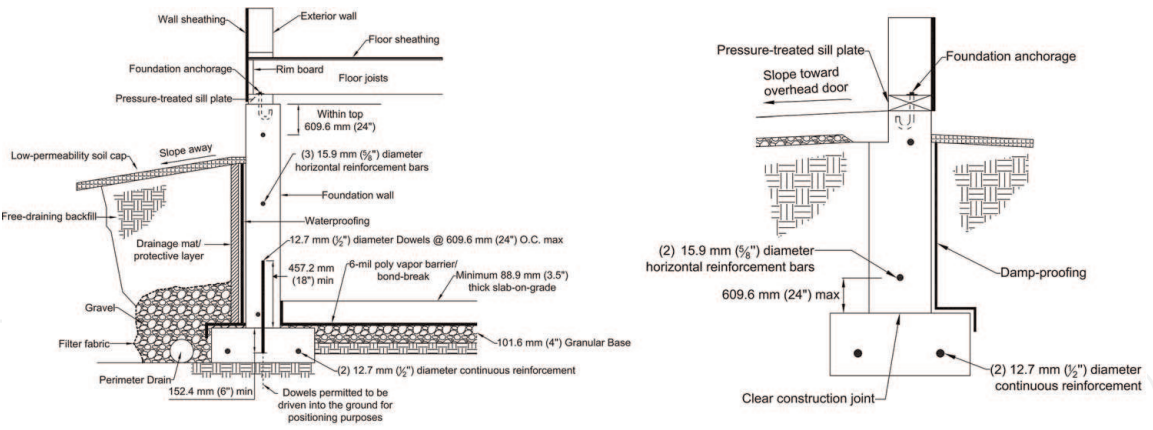 Wall sheathing
Exterior wall
Floor sheathing
Foundation anchorage
Rim board
Floor joists
Pressure-treated sill plate
Within top
609.6 mm (24")
Low-permeability soil cap
Slope away
(3) 15.9 mm (⅝") diameter
horizontal reinforcement bars
Foundation wall
Free-draining backfill
Waterproofing
Drainage mat/
protective layer
12.7 mm (½") diameter Dowels @ 609.6 mm (24") O.C. max
457.2 mm
(18") min
6-mil poly vapor barrier/
bond-break
Minimum 88.9 mm (3.5")
thick slab-on-grade
Gravel
Filter fabric
101.6 mm (4") Granular Base
Perimeter Drain
(2) 12.7 mm (½") diameter continuous reinforcement
152.4 mm (6") min
Dowels permitted to be
driven into the ground for
positioning purposes
Pressure-treated sill plate
Foundation anchorage
Slope toward
overhead door
(2) 15.9 mm (⅝") diameter
horizontal reinforcement bars
Damp-proofing
609.6 mm (24") max
(2) 12.7 mm (½") diameter
continuous reinforcement
Clear construction joint